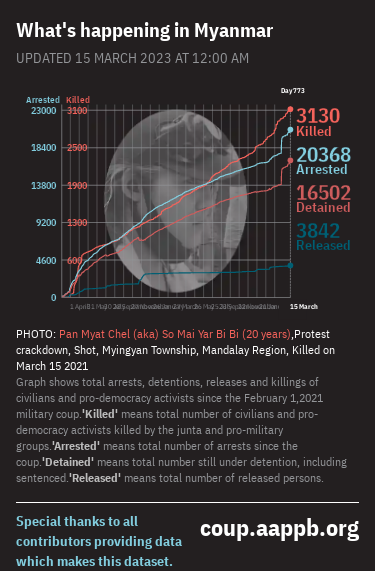 What's happening in Myanmar
UPDATED 15 MARCH 2023 AT 12:00 AM
Day773
Arrested Killed
23000 3100
3130
Killed
18400 2500
20368
Arrested
13800 1900
16502
Detained
9200 1300
3842
Released
4600 600
0
1 April
15 March
PHOTO: Pan Myat Chel (aka) So Mai Yar Bi Bi (20 years),Protest
crackdown, Shot, Myingyan Township, Mandalay Region, Killed on
March 15 2021
Graph shows total arrests, detentions, releases and killings of
civilians and pro-democracy activists since the February 1,2021
military coup.'Killed' means total number of civilians and pro-
democracy activists killed by the junta and pro-military
groups.'Arrested' means total number of arrests since the
coup.'Detained' means total number still under detention, including
sentenced.'Released' means total number of released persons.
Special thanks to all
contributors providing data
which makes this dataset.
coup.aappb.org